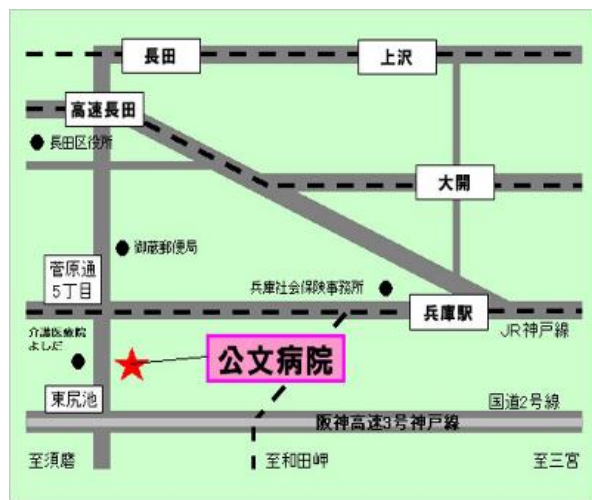 長田
上沢
高速長田
長田区役所
大開
御蔵郵便局
菅原通
5丁目
兵庫社会保険事務所
兵庫駅
JR神戸線
介護医療院
よしだ
公文病院
東尻池
国道2号線
阪神高速3号神戸線
至須磨
至和田岬
至三宮